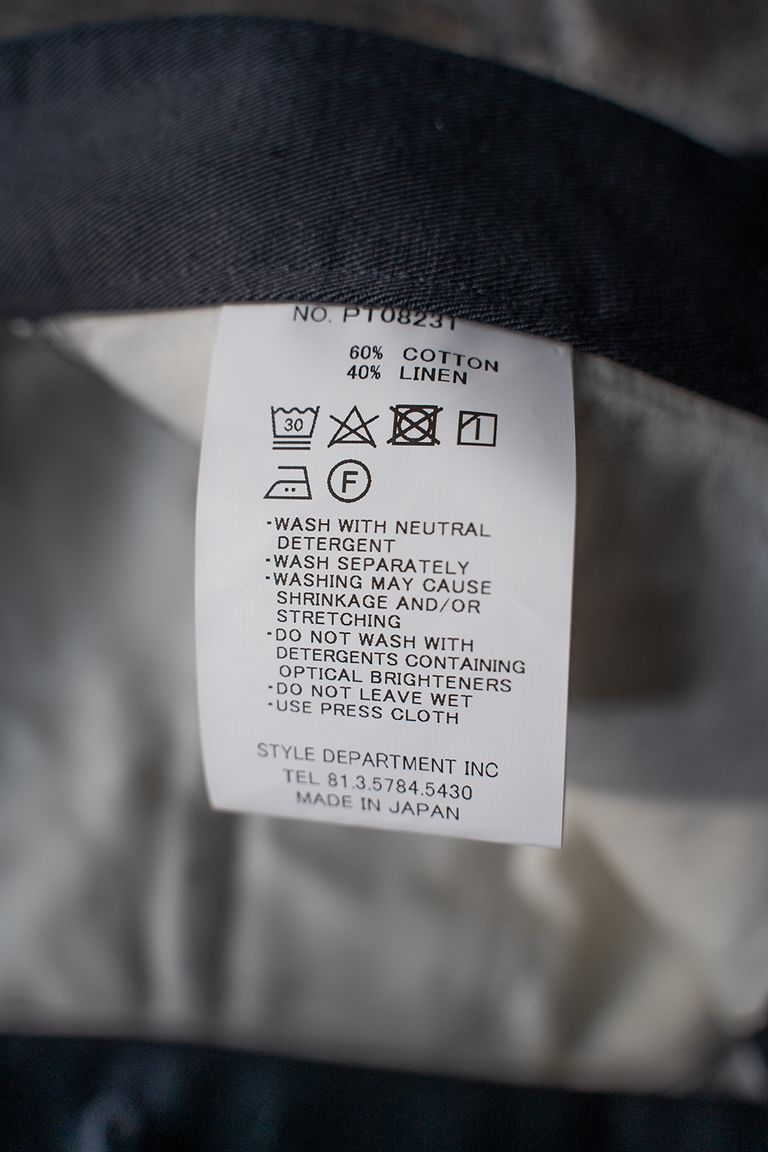 NO. PT08231
60% COTTON
40% LINEN
30
F
·WASH WITH NEUTRAL
DETERGENT
·WASH SEPARATELY
·WASHING MAY CAUSE
SHRINKAGE AND/OR
STRETCHING
·DO NOT WASH WITH
DETERGENTS CONTAINING
OPTICAL BRIGHTENERS
·DO NOT LEAVE WET
·USE PRESS CLOTH
STYLE DEPARTMENT INC
TEL 81.3.5784.5430
MADE IN JAPAN